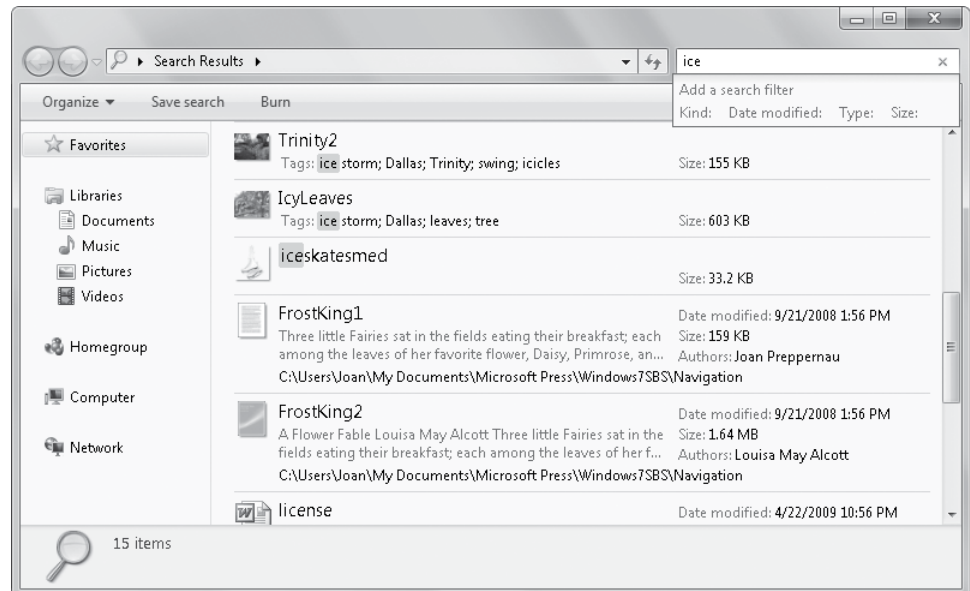 Search Results
ice
Add a search filter
Kind: Date modified: Type: Size:
Organize Save search Burn
Favorites
Libraries
Documents
Music
Pictures
Videos
Homegroup
Computer
Network
Trinity2
Tags: ice storm; Dallas; Trinity; swing; icicles
Size: 155 KB
IcyLeaves
Tags: ice storm; Dallas; leaves; tree
Size: 603 KB
iceskatesmed
Size: 33.2 KB
FrostKing1
Three little Fairies sat in the fields eating their breakfast; each
among the leaves of her favorite flower, Daisy, Primrose, an...
C:\Users\Joan\My Documents\Microsoft Press\Windows7SBS\Navigation
Date modified: 9/21/2008 1:56 PM
Size: 159 KB
Authors: Joan Preppernau
FrostKing2
A Flower Fable Louisa May Alcott Three little Fairies sat in the
fields eating their breakfast; each among the leaves of her f...
C:\Users\Joan\My Documents\Microsoft Press\Windows7SBS\Navigation
Date modified: 9/21/2008 1:56 PM
Size: 1.64 MB
Authors: Louisa May Alcott
license
Date modified: 4/22/2009 10:56 PM
15 items